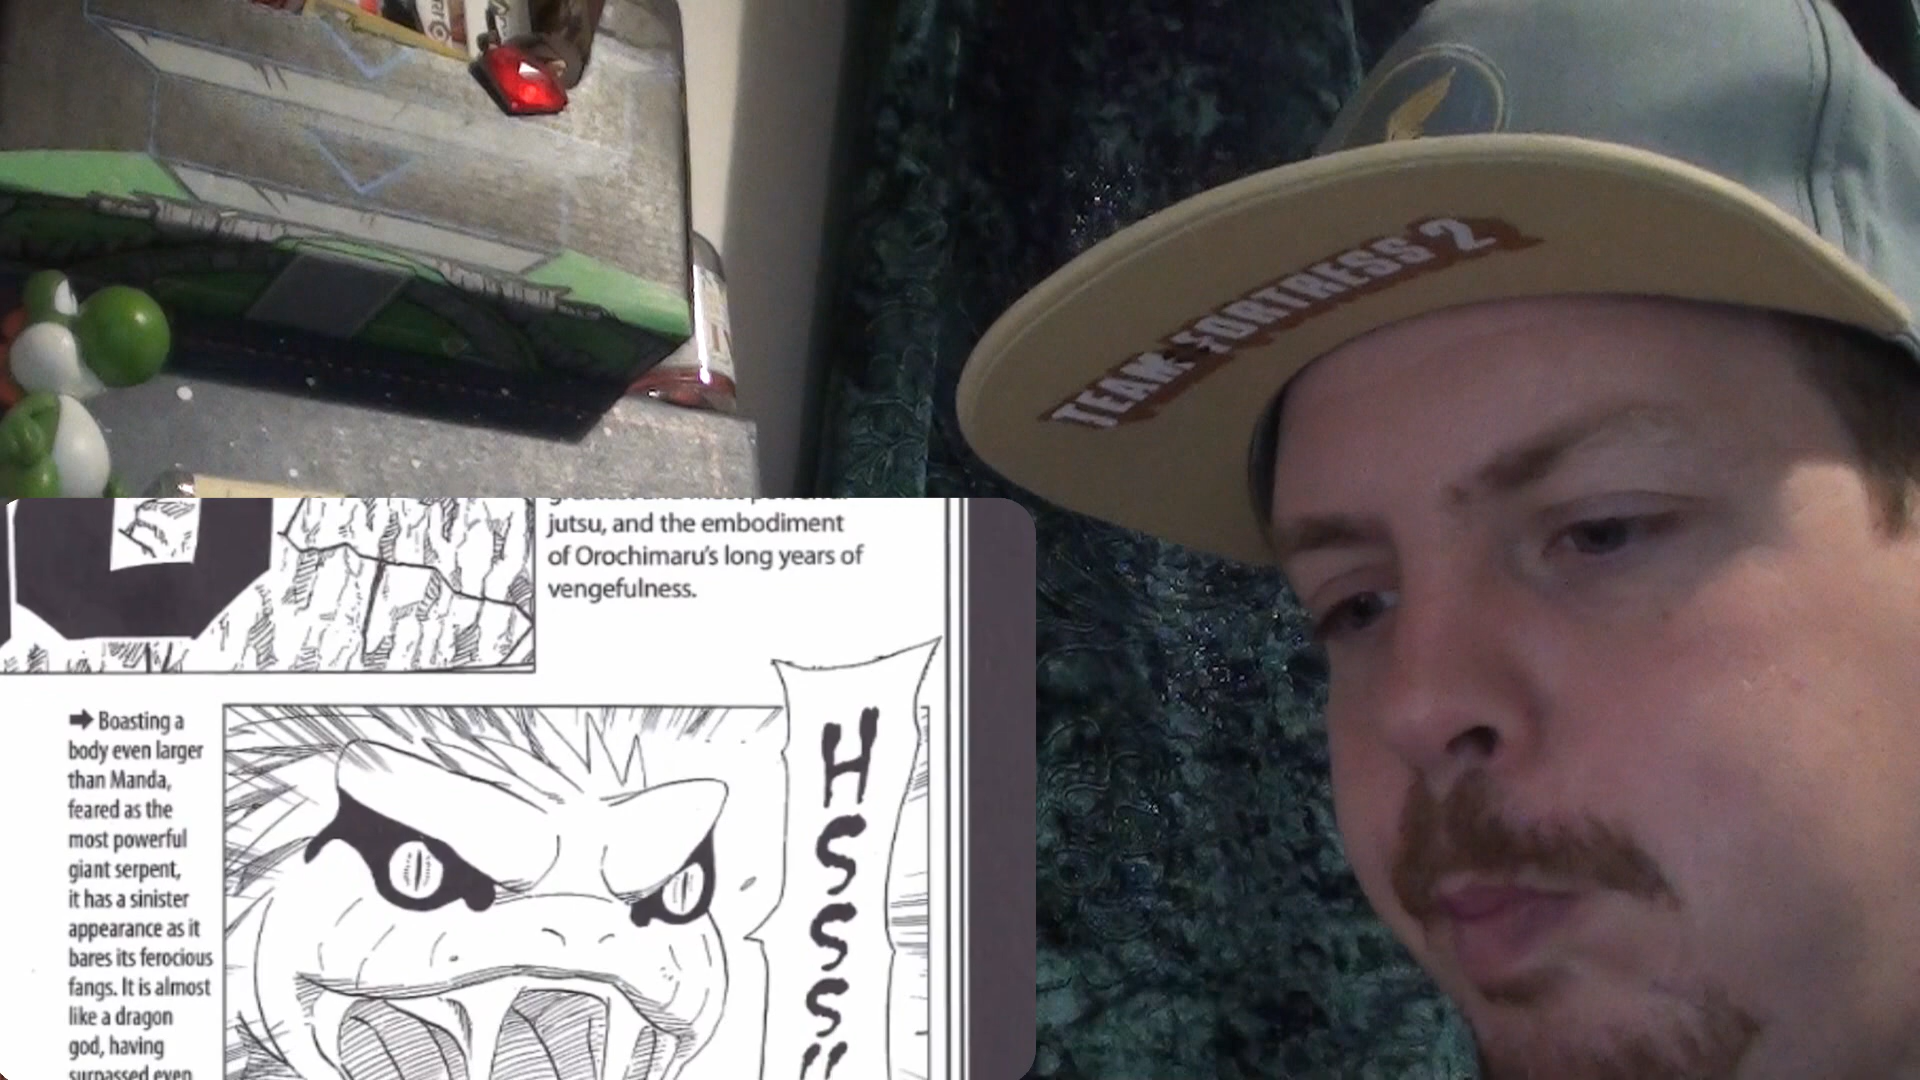 TEAM FORTRESS 2
jutsu, and the embodiment
of Orochimaru's long years of
vengefulness.
➡ Boasting a
body even larger
than Manda,
feared as the
most powerful
giant serpent,
it has a sinister
appearance as it
bares its ferocious
fangs. It is almost
like a dragon
god, having
surpassed even
HSSS!!